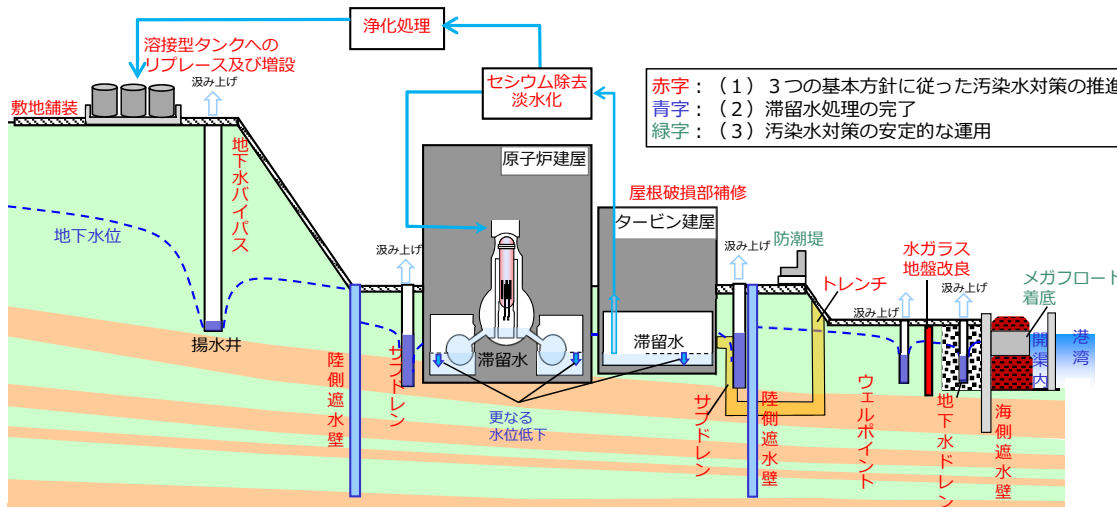 浄化処理
溶接型タンクへの
リプレース及び増設
汲み上げ
敷地舗装
セシウム除去
淡水化
赤字：（１）３つの基本方針に従った汚染水対策の推進
青字：（２）滞留水処理の完了
緑字：（３）汚染水対策の安定的な運用
地下水バイパス
原子炉建屋
屋根破損部補修
タービン建屋
地下水位
汲み上げ
汲み上げ
防潮堤
水ガラス
地盤改良
汲み上げ
汲み上げ
メガフロート
着底
トレンチ
揚水井
滞留水
滞留水
開渠内
港湾
陸側遮水壁
サブドレン
更なる
水位低下
サブドレン
陸側遮水壁
ウェルポイント
地下水ドレン
海側遮水壁